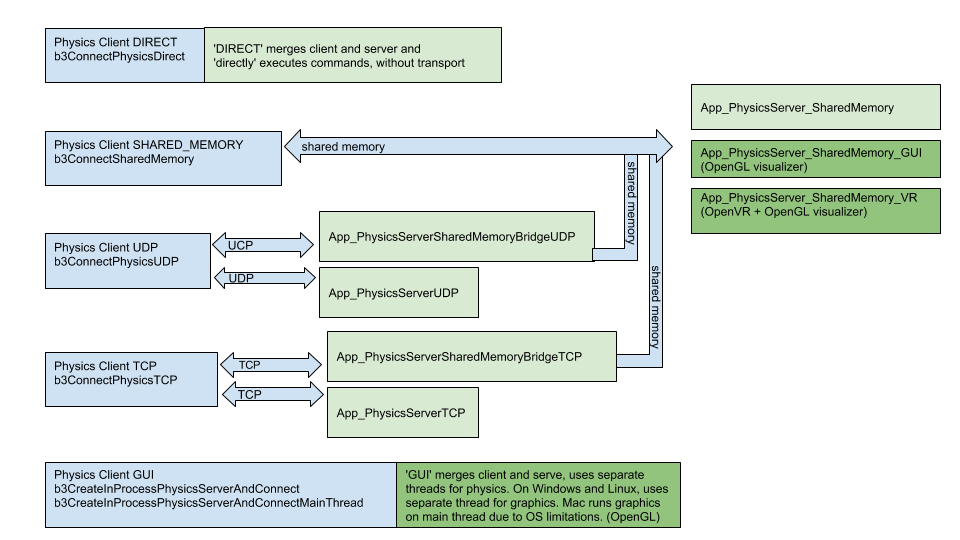 Physics Client DIRECT
b3ConnectPhysicsDirect
'DIRECT' merges client and server and
'directly' executes commands, without transport
App_PhysicsServer_SharedMemory
Physics Client SHARED_MEMORY
b3ConnectSharedMemory
shared memory
App_PhysicsServer_SharedMemory_GUI
(OpenGL visualizer)
App_PhysicsServer_SharedMemory_VR
(OpenVR + OpenGL visualizer)
shared memory
Physics Client UDP
b3ConnectPhysicsUDP
UCP
App_PhysicsServerSharedMemoryBridgeUDP
UDP
App_PhysicsServerUDP
shared memory
Physics Client TCP
b3ConnectPhysicsTCP
TCP
App_PhysicsServerSharedMemoryBridgeTCP
TCP
App_PhysicsServerTCP
Physics Client GUI
b3CreateInProcessPhysicsServerAndConnect
b3CreateInProcessPhysicsServerAndConnectMainThread
'GUI' merges client and serve, uses separate
threads for physics. On Windows and Linux, uses
separate thread for graphics. Mac runs graphics
on main thread due to OS limitations. (OpenGL)